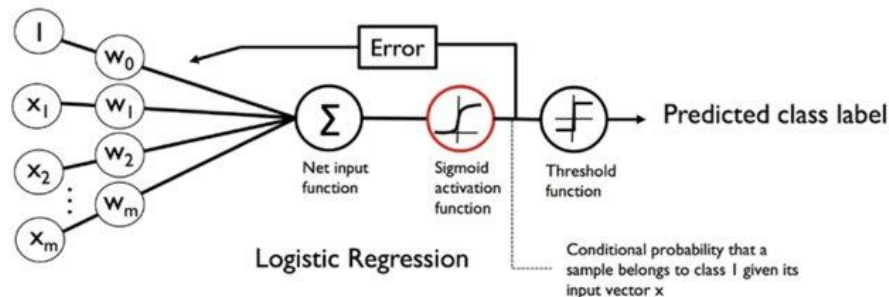 1
w0
Error
x1
w1
Σ
Predicted class label
x2
w2
Net input
function
Sigmoid
activation
function
Threshold
function
wm
xm
Logistic Regression
Conditional probability that a
sample belongs to class 1 given its
input vector x